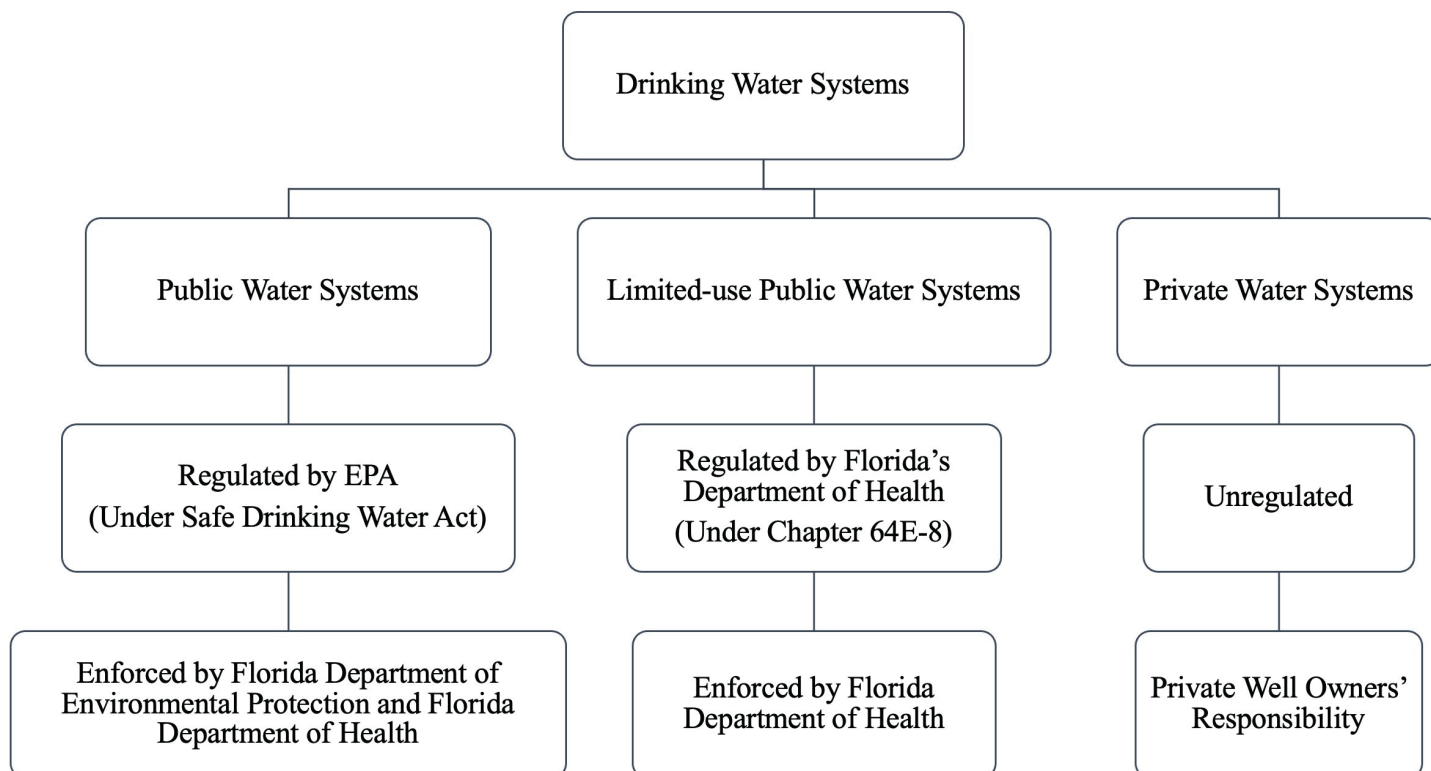 Drinking Water Systems
Public Water Systems
Limited-use Public Water Systems
Private Water Systems
Regulated by EPA
(Under Safe Drinking Water Act)
Regulated by Florida’s
Department of Health
(Under Chapter 64E-8)
Unregulated
Enforced by Florida Department of
Environmental Protection and Florida
Department of Health
Enforced by Florida
Department of Health
Private Well Owners’
Responsibility